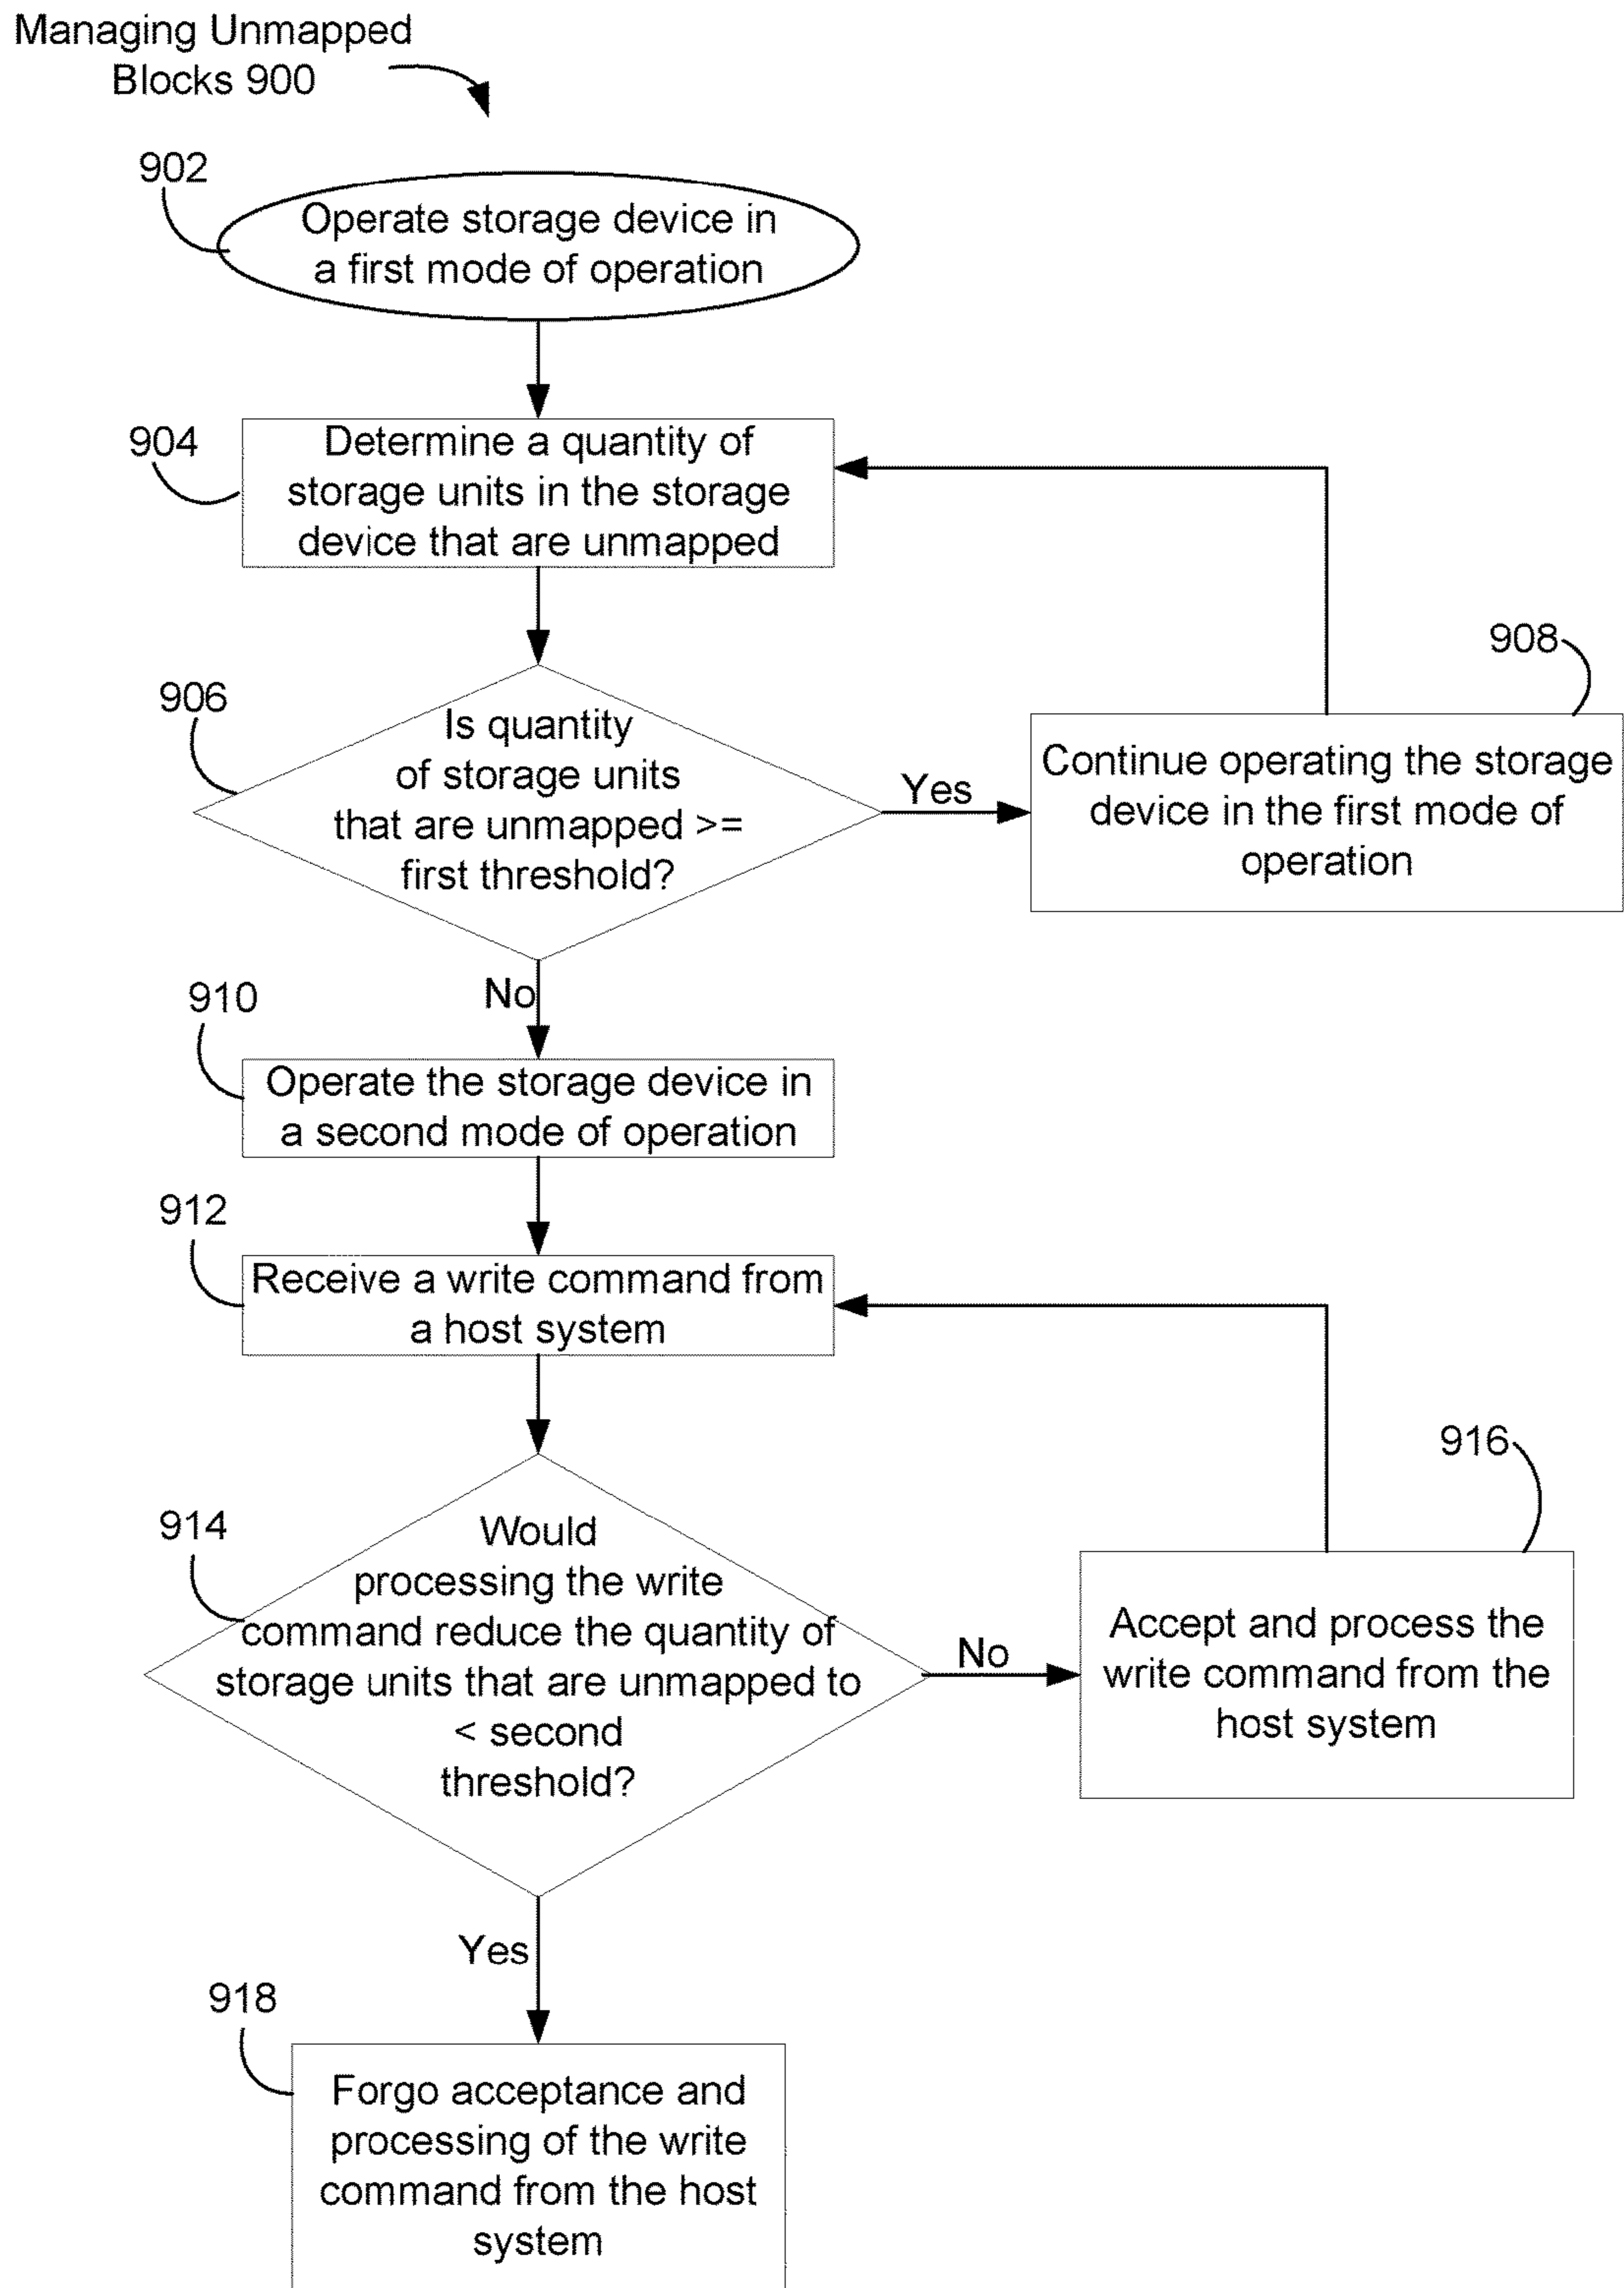 Managing Unmapped
Blocks 900
902
Operate storage device in
a first mode of operation
904
Determine a quantity of
storage units in the storage
device that are unmapped
906
Is quantity
of storage units
that are unmapped >=
first threshold?
Yes
908
Continue operating the storage
device in the first mode of
operation
No
910
Operate the storage device in
a second mode of operation
912
Receive a write command from
a host system
914
Would
processing the write
command reduce the quantity of
storage units that are unmapped to
< second
threshold?
No
916
Accept and process the
write command from the
host system
Yes
918
Forgo acceptance and
processing of the write
command from the host
system